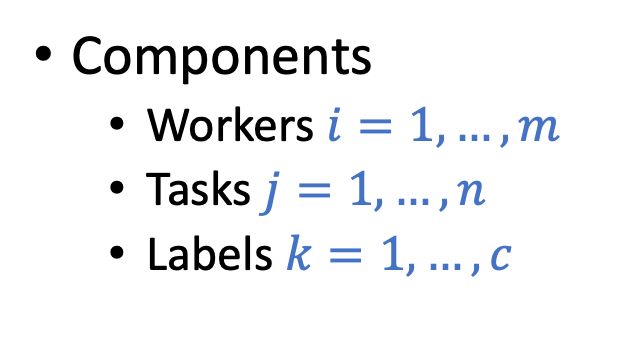 • Components
• Workers i = 1, … , m
• Tasks j = 1, … , n
• Labels k = 1, … , c